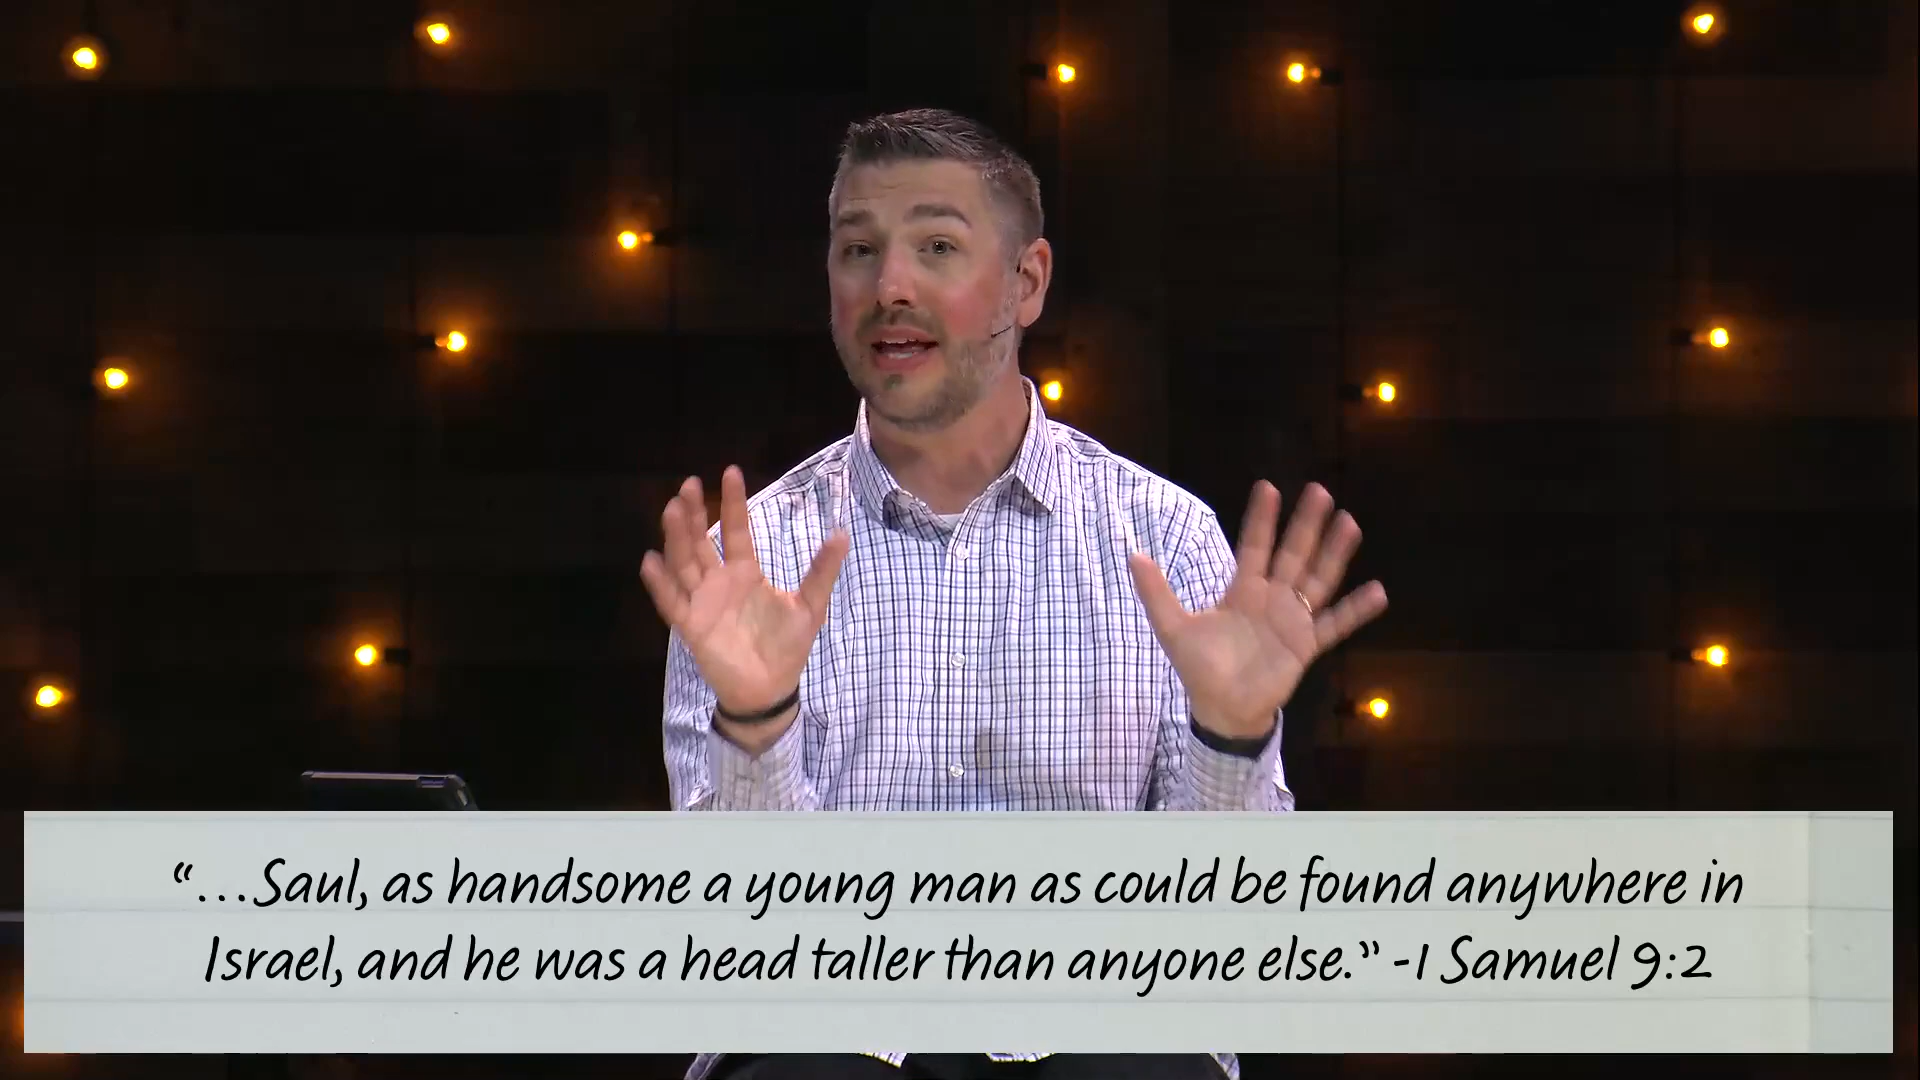 “...Saul, as handsome a young man as could be found anywhere in
Israel, and he was a head taller than anyone else.” -1 Samuel 9:2